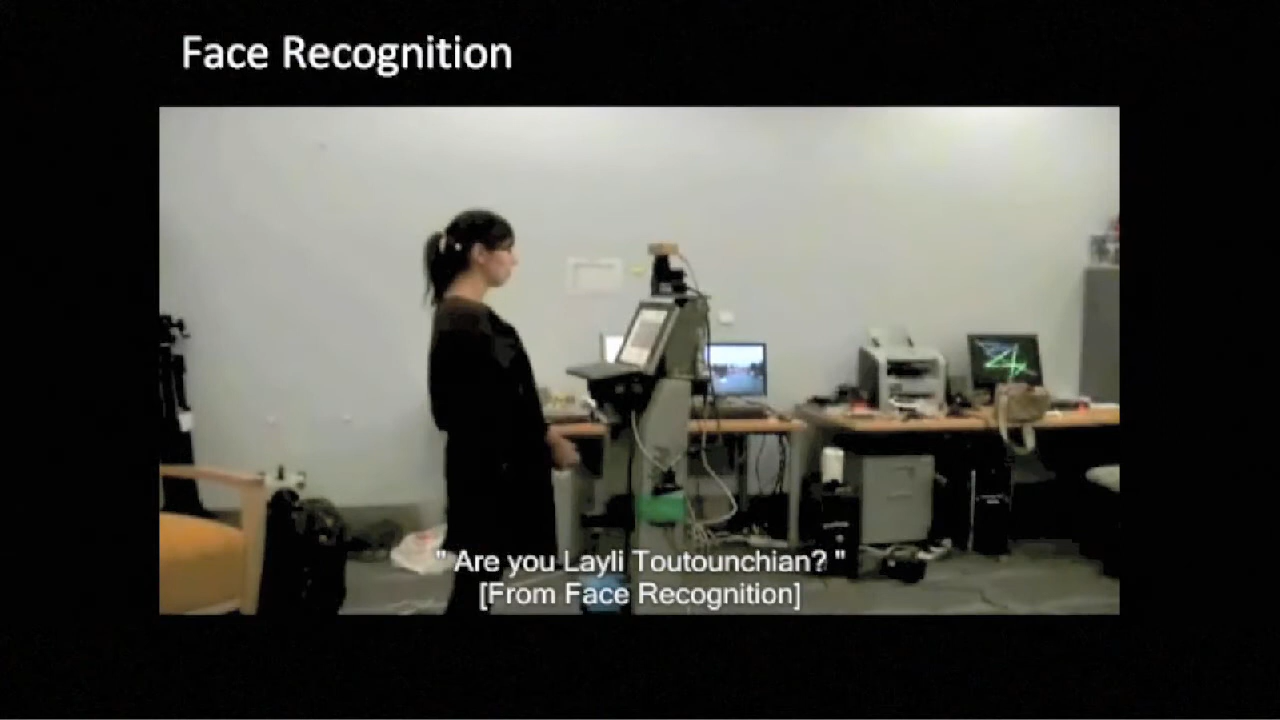 Face Recognition
" Are you Layli Toutounchian? "
[From Face Recognition]